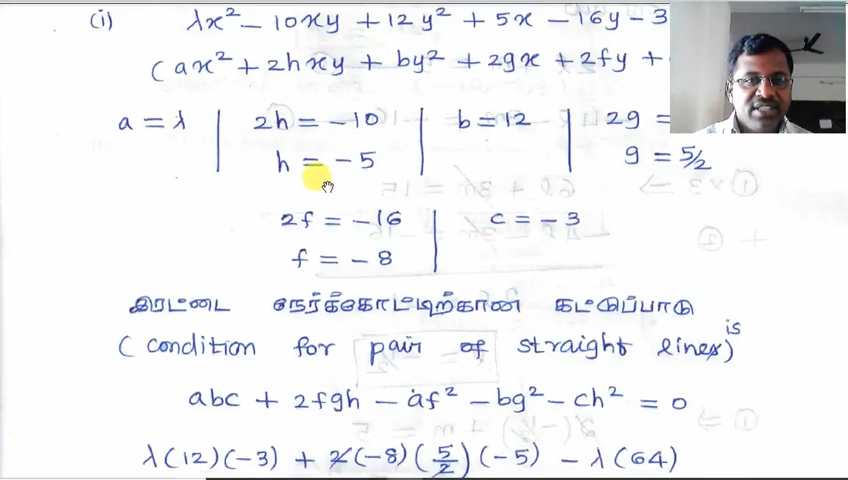 (i) λx² - 10xy + 12y² + 5x - 16y - 3
(ax² + 2hxy + by² + 2gx + 2fy +
a = λ | 2h = -10 | b = 12 | 2g =
h = -5 g = 5/2
2f = -16 | c = -3
f = -8
இரட்டை நேர்க்கோட்டிற்கான கட்டுப்பாடு
(condition for pair of straight lines) is
abc + 2fgh - af² - bg² - ch² = 0
λ(12)(-3) + 2(-8)(5/2)(-5) - λ(64)